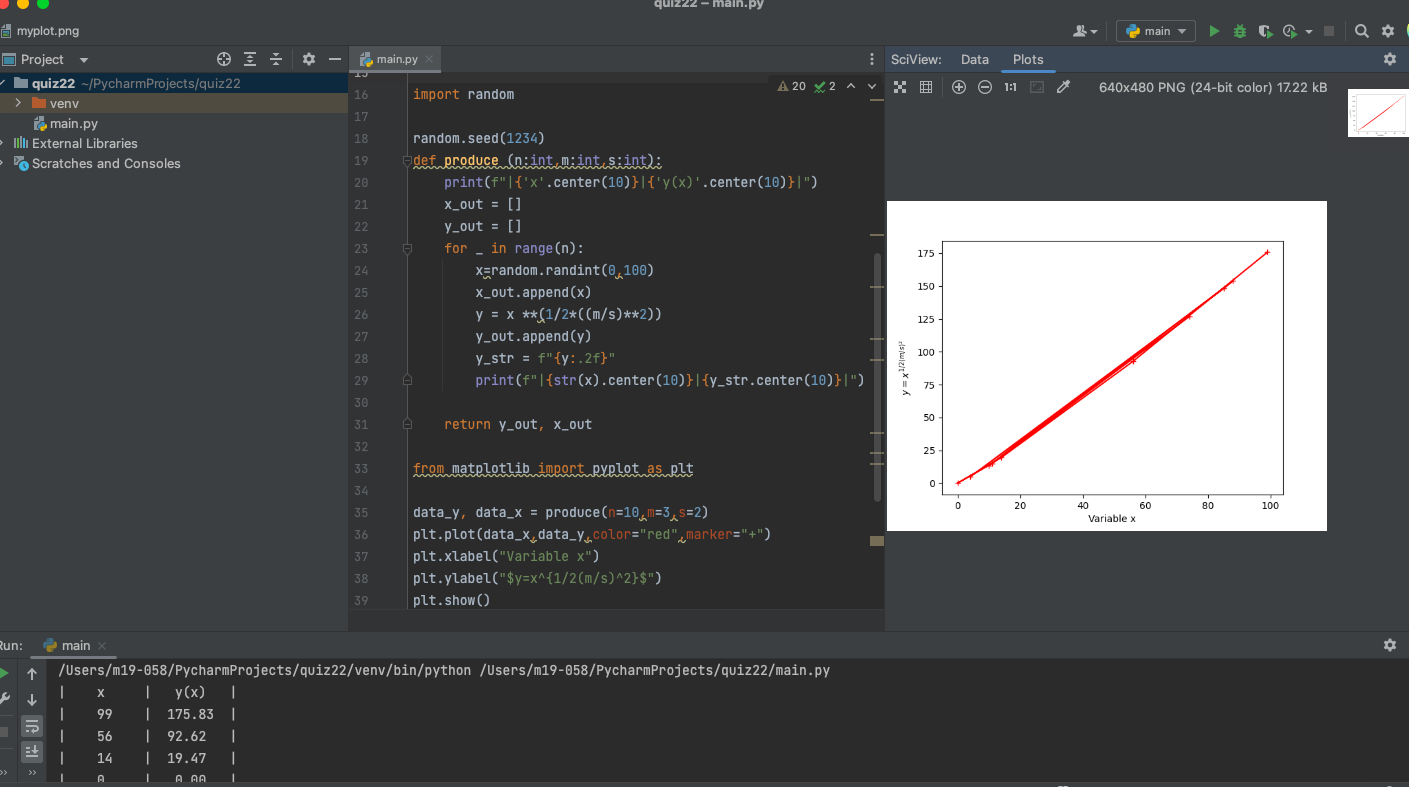 quiz22 – main.py
myplot.png
main
Project
main.py
SciView:
Data
Plots
quiz22 ~/PycharmProjects/quiz22
venv
main.py
External Libraries
Scratches and Consoles
20
2
1:1
640x480 PNG (24-bit color) 17.22 kB
16 import random
17
18 random.seed(1234)
19 def produce (n:int,m:int,s:int):
20 print(f"|{'x'.center(10)}|{'y(x)'.center(10)}|")
21 x_out = []
22 y_out = []
23 for _ in range(n):
24 x=random.randint(0,100)
25 x_out.append(x)
26 y = x **(1/2*((m/s)**2))
27 y_out.append(y)
28 y_str = f"{y:.2f}"
29 print(f"|{str(x).center(10)}|{y_str.center(10)}|")
30
31 return y_out, x_out
32
33 from matplotlib import pyplot as plt
34
35 data_y, data_x = produce(n=10,m=3,s=2)
36 plt.plot(data_x,data_y,color="red",marker="+")
37 plt.xlabel("Variable x")
38 plt.ylabel("$y=x^{1/2(m/s)^2}$")
39 plt.show()
175
150
125
100
75
50
25
0
y = x^1/2(m/s)²
0 20 40 60 80 100
Variable x
Run:
main
/Users/m19-058/PycharmProjects/quiz22/venv/bin/python /Users/m19-058/PycharmProjects/quiz22/main.py
| x | y(x) |
| 99 | 175.83 |
| 56 | 92.62 |
| 14 | 19.47 |
| 0 | 0.00 |